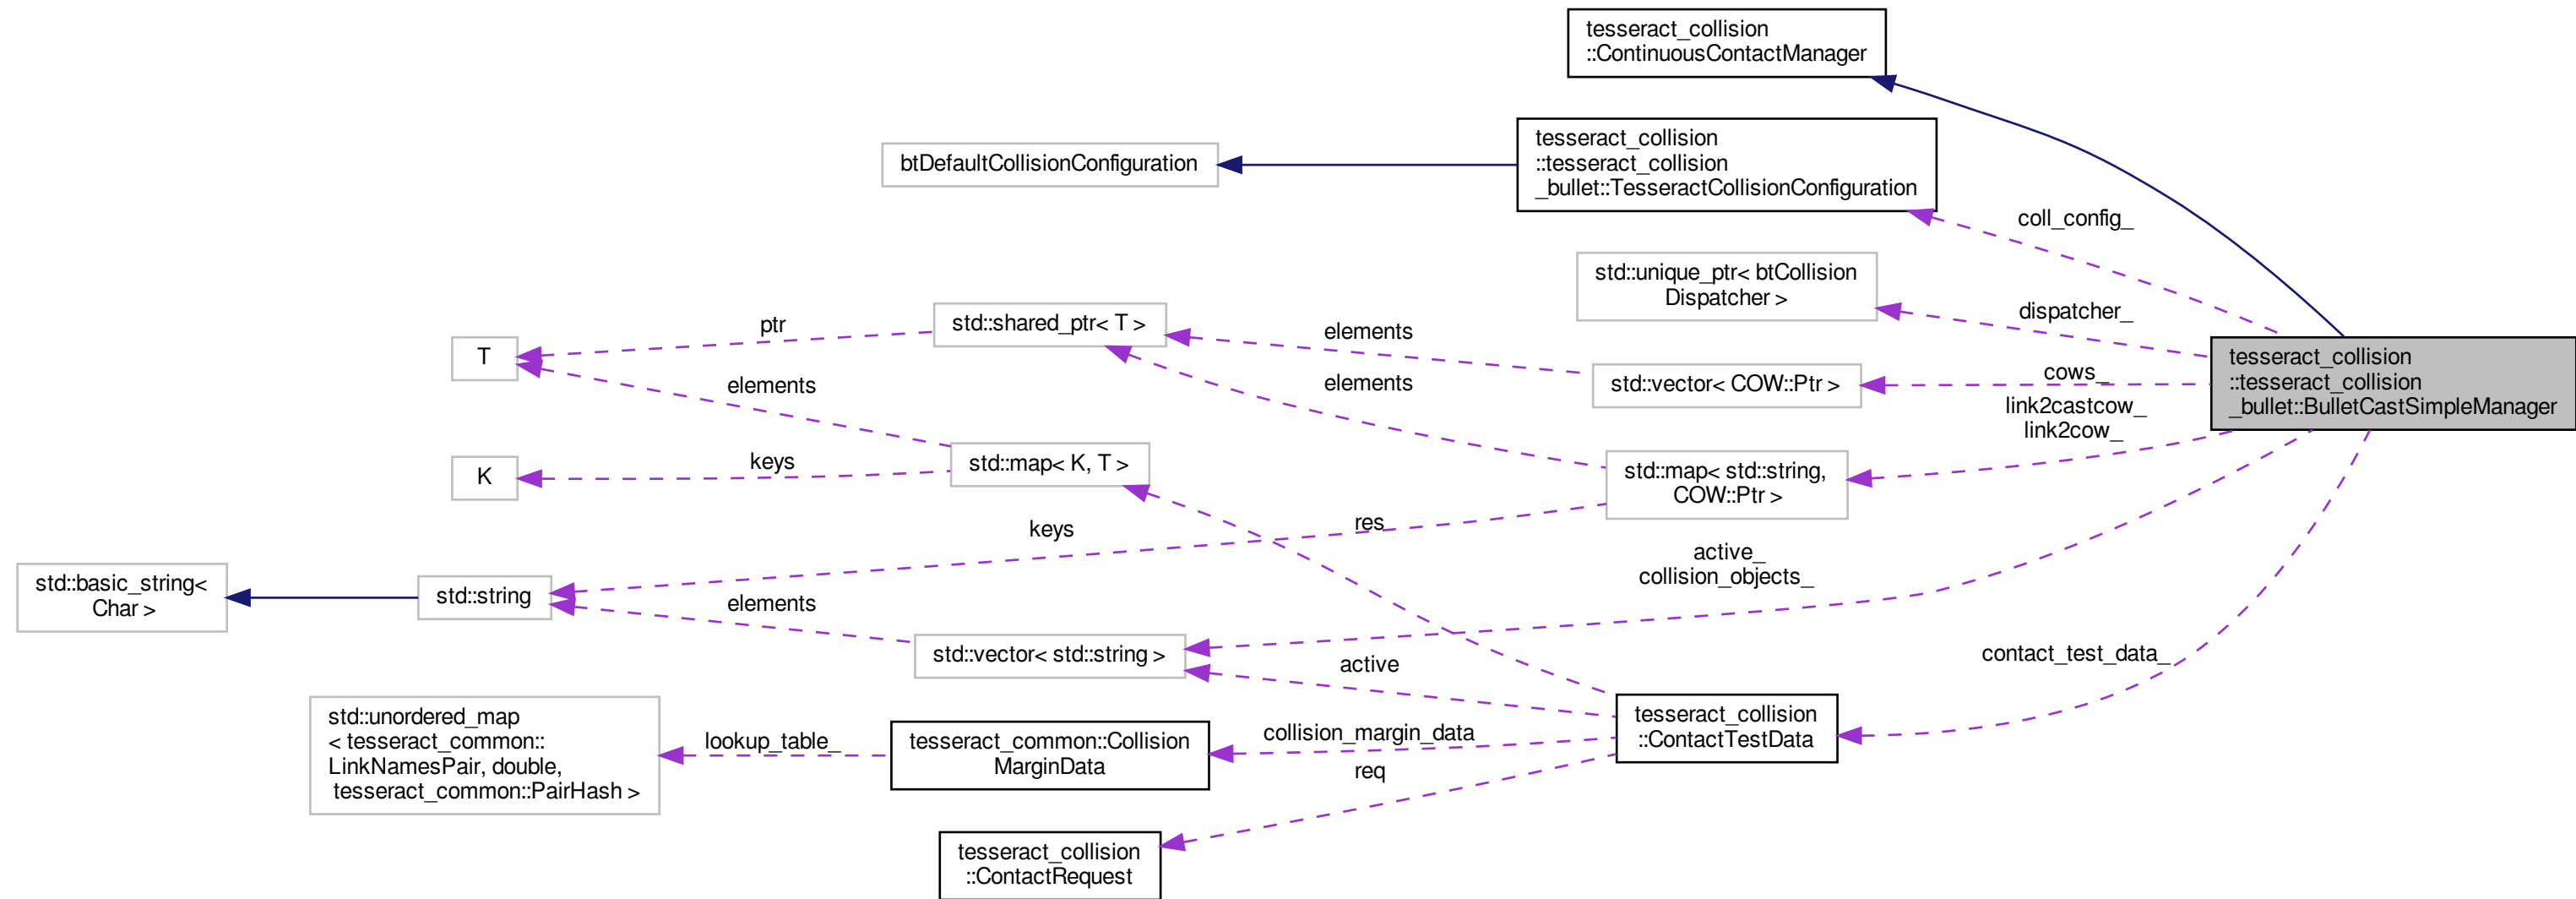 tesseract_collision
::ContinuousContactManager
tesseract_collision
::tesseract_collision
_bullet::TesseractCollisionConfiguration
btDefaultCollisionConfiguration
coll_config_
std::unique_ptr< btCollision
Dispatcher >
dispatcher_
std::shared_ptr< T >
ptr
T
elements
elements
elements
std::vector< COW::Ptr >
cows_
tesseract_collision
::tesseract_collision
_bullet::BulletCastSimpleManager
link2castcow_
link2cow_
std::map< K, T >
keys
K
std::map< std::string,
COW::Ptr >
res
keys
active_
collision_objects_
std::basic_string<
Char >
std::string
elements
std::vector< std::string >
active
contact_test_data_
std::unordered_map
< tesseract_common::
LinkNamesPair, double,
tesseract_common::PairHash >
lookup_table_
tesseract_common::Collision
MarginData
collision_margin_data
req
tesseract_collision
::ContactTestData
tesseract_collision
::ContactRequest